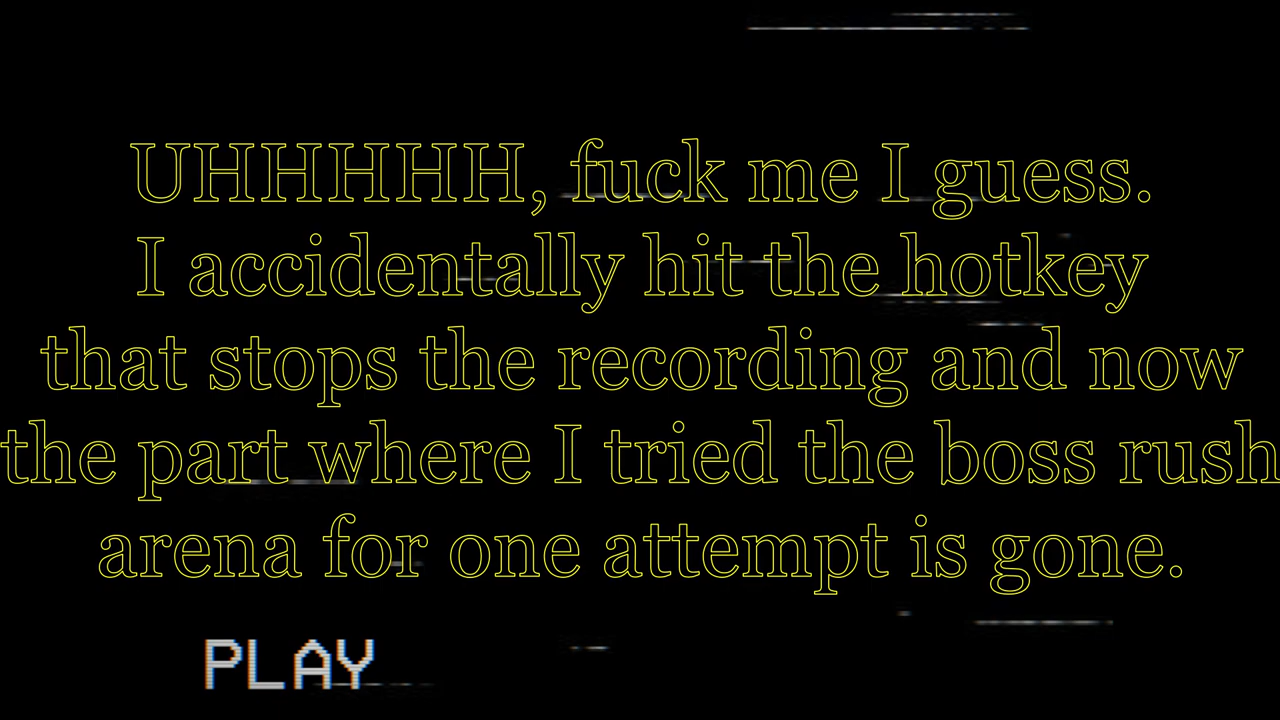 UHHHHH, fuck me I guess.
I accidentally hit the hotkey
that stops the recording and now
the part where I tried the boss rush
arena for one attempt is gone.
PLAY